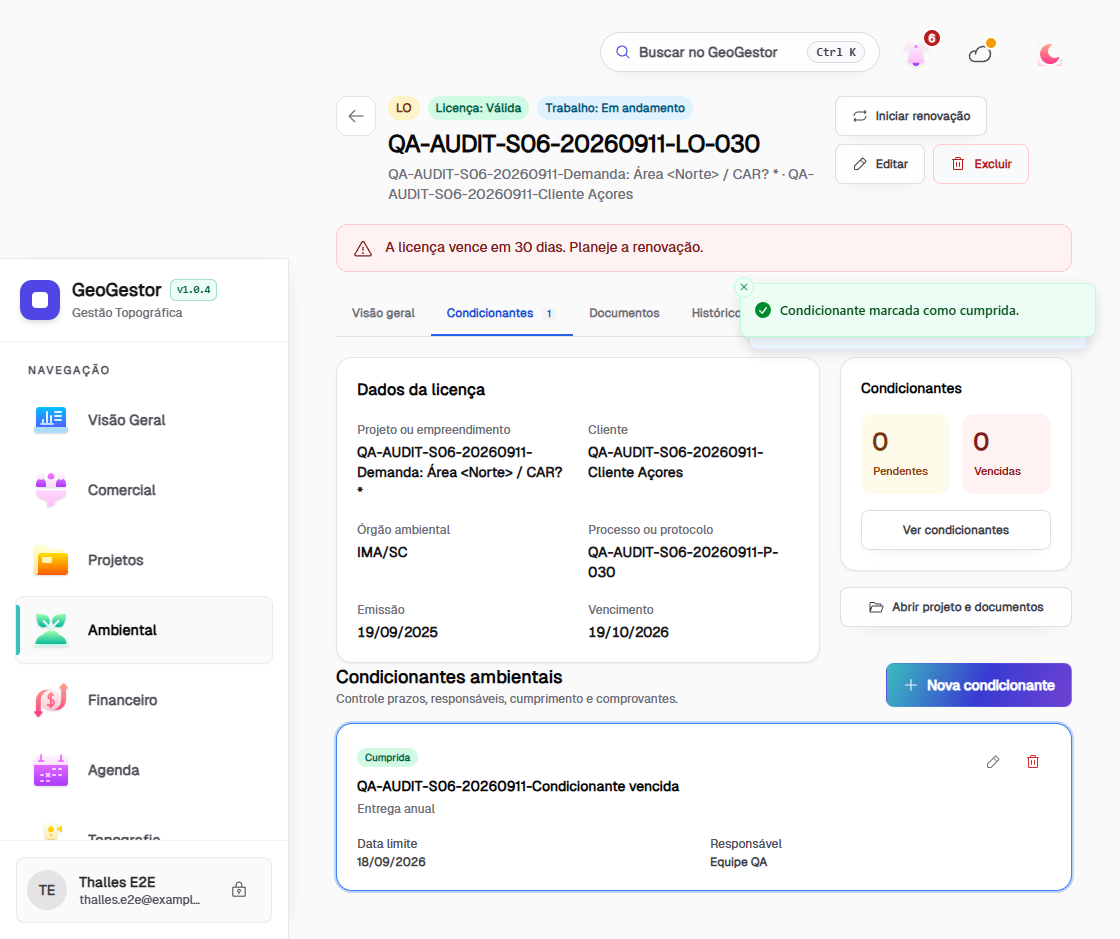 Buscar no GeoGestor
Ctrl K
6
LO
Licença: Válida
Trabalho: Em andamento
QA-AUDIT-S06-20260911-LO-030
QA-AUDIT-S06-20260911-Demanda: Área <Norte> / CAR? * · QA-
AUDIT-S06-20260911-Cliente Açores
Iniciar renovação
Editar
Excluir
A licença vence em 30 dias. Planeje a renovação.
GeoGestor
v1.0.4
Gestão Topográfica
NAVEGAÇÃO
Visão Geral
Comercial
Projetos
Ambiental
Financeiro
Agenda
Topografia
TE
Thalles E2E
thalles.e2e@exampl...
Visão geral
Condicionantes 1
Documentos
Histórico
Condicionante marcada como cumprida.
Dados da licença
Projeto ou empreendimento
QA-AUDIT-S06-20260911-
Demanda: Área <Norte> / CAR?
*
Cliente
QA-AUDIT-S06-20260911-
Cliente Açores
Órgão ambiental
IMA/SC
Processo ou protocolo
QA-AUDIT-S06-20260911-P-
030
Emissão
19/09/2025
Vencimento
19/10/2026
Condicionantes
0
Pendentes
0
Vencidas
Ver condicionantes
Abrir projeto e documentos
Condicionantes ambientais
Controle prazos, responsáveis, cumprimento e comprovantes.
Nova condicionante
Cumprida
QA-AUDIT-S06-20260911-Condicionante vencida
Entrega anual
Data limite
18/09/2026
Responsável
Equipe QA